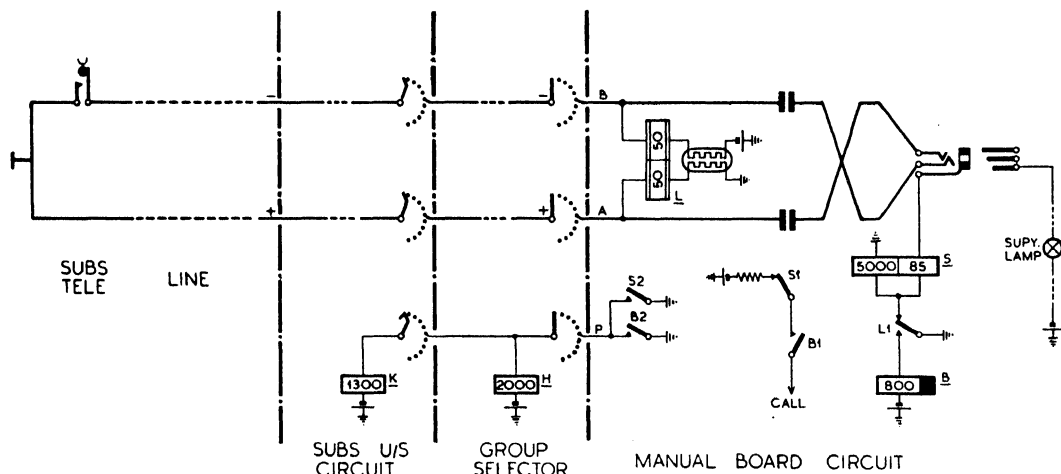 − − B
50
50
L
+ + A
SUBS
TELE
LINE
SUPY.
LAMP
5000 85 S
S2
S1
P B2
L1
B1
1300 K
2000 H
800 B
CALL
SUBS U/S
CIRCUIT
GROUP
SELECTOR
MANUAL BOARD CIRCUIT